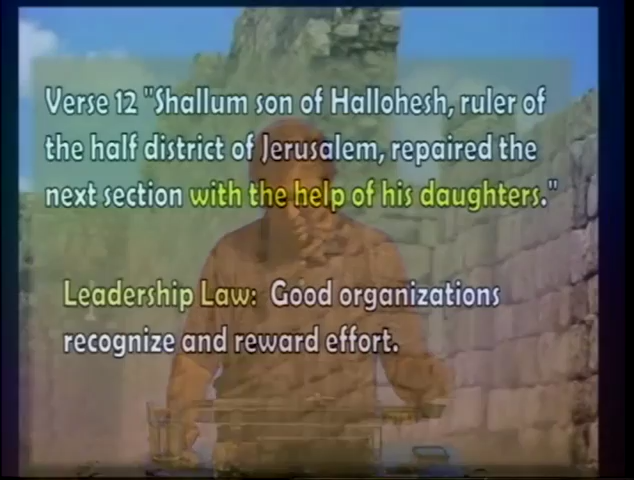 Verse 12 "Shallum son of Hallohesh, ruler of
the half district of Jerusalem, repaired the
next section with the help of his daughters."
Leadership Law: Good organizations
recognize and reward effort.